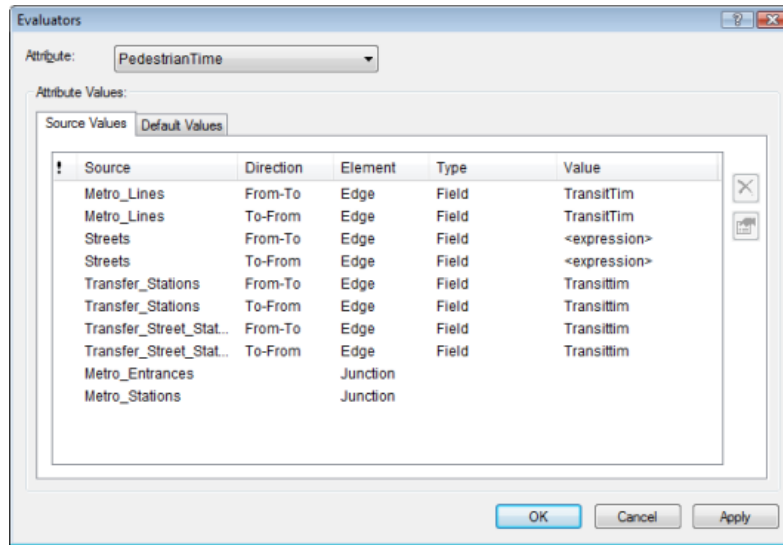 Evaluators
Attribute: PedestrianTime
Attribute Values:
Source Values Default Values
! Source Direction Element Type Value
Metro_Lines From-To Edge Field TransitTim
Metro_Lines To-From Edge Field TransitTim
Streets From-To Edge Field <expression>
Streets To-From Edge Field <expression>
Transfer_Stations From-To Edge Field Transittim
Transfer_Stations To-From Edge Field Transittim
Transfer_Street_Stat... From-To Edge Field Transittim
Transfer_Street_Stat... To-From Edge Field Transittim
Metro_Entrances Junction
Metro_Stations Junction
OK Cancel Apply